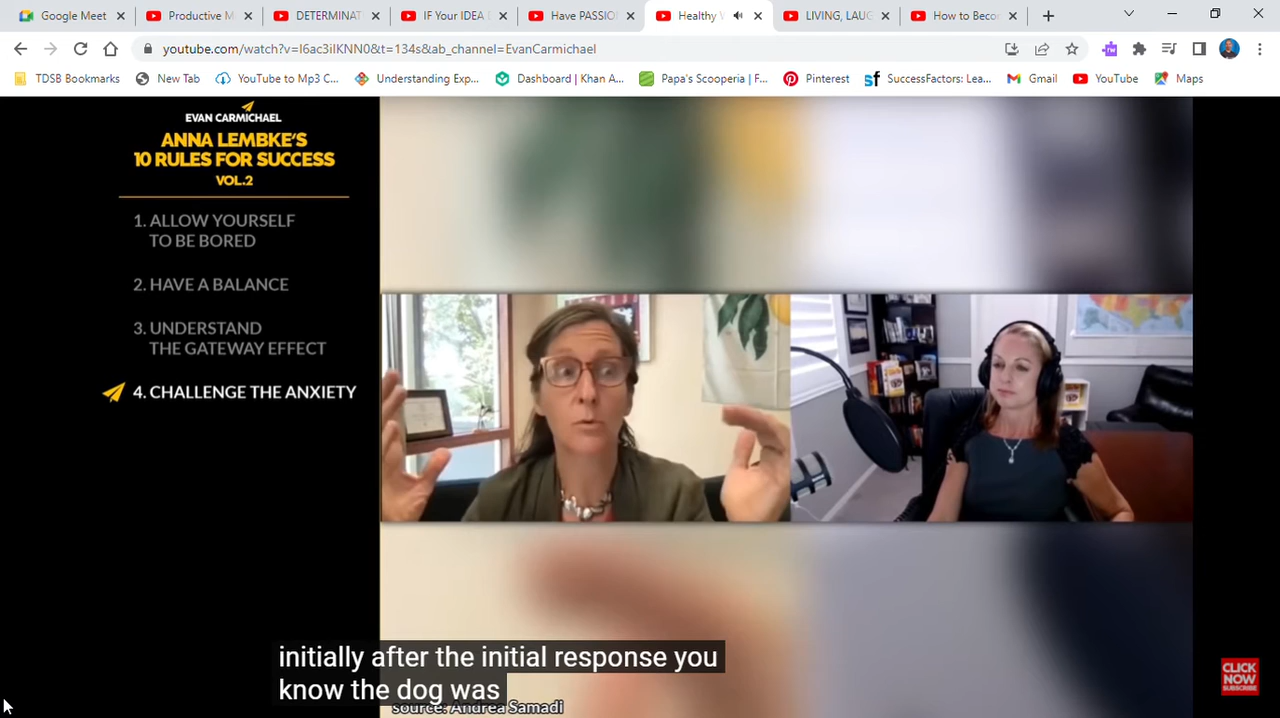 Google Meet
Productive M
DETERMINAT
IF Your IDEA I
Have PASSIO
Healthy
LIVING, LAUG
How to Beco
youtube.com/watch?v=I6ac3iIKNN0&t=134s&ab_channel=EvanCarmichael
TDSB Bookmarks
New Tab
YouTube to Mp3 C...
Understanding Exp...
Dashboard | Khan A...
Papa's Scooperia | F...
Pinterest
SuccessFactors: Lea...
Gmail
YouTube
Maps
EVAN CARMICHAEL
ANNA LEMBKE'S
10 RULES FOR SUCCESS
VOL.2
1. ALLOW YOURSELF
TO BE BORED
2. HAVE A BALANCE
3. UNDERSTAND
THE GATEWAY EFFECT
4. CHALLENGE THE ANXIETY
initially after the initial response you
know the dog was
source: Andrea Samadi
CLICK
NOW
SUBSCRIBE